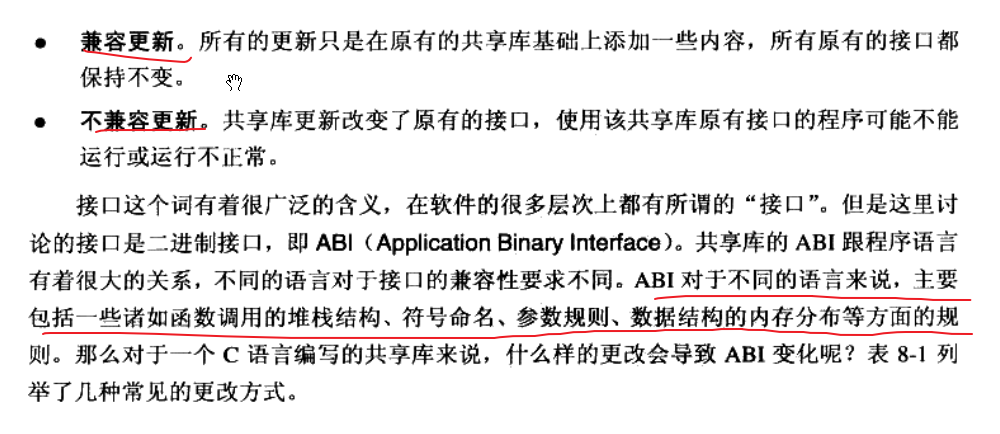 ● 兼容更新。所有的更新只是在原有的共享库基础上添加一些内容，所有原有的接口都
保持不变。
● 不兼容更新。共享库更新改变了原有的接口，使用该共享库原有接口的程序可能不能
运行或运行不正常。
接口这个词有着很广泛的含义，在软件的很多层次上都有所谓的“接口”。但是这里讨
论的接口是二进制接口，即 ABI（Application Binary Interface）。共享库的 ABI 跟程序语言
有着很大的关系，不同的语言对于接口的兼容性要求不同。ABI 对于不同的语言来说，主要
包括一些诸如函数调用的堆栈结构、符号命名、参数规则、数据结构的内存分布等方面的规
则。那么对于一个 C 语言编写的共享库来说，什么样的更改会导致 ABI 变化呢？表 8-1 列
举了几种常见的更改方式。